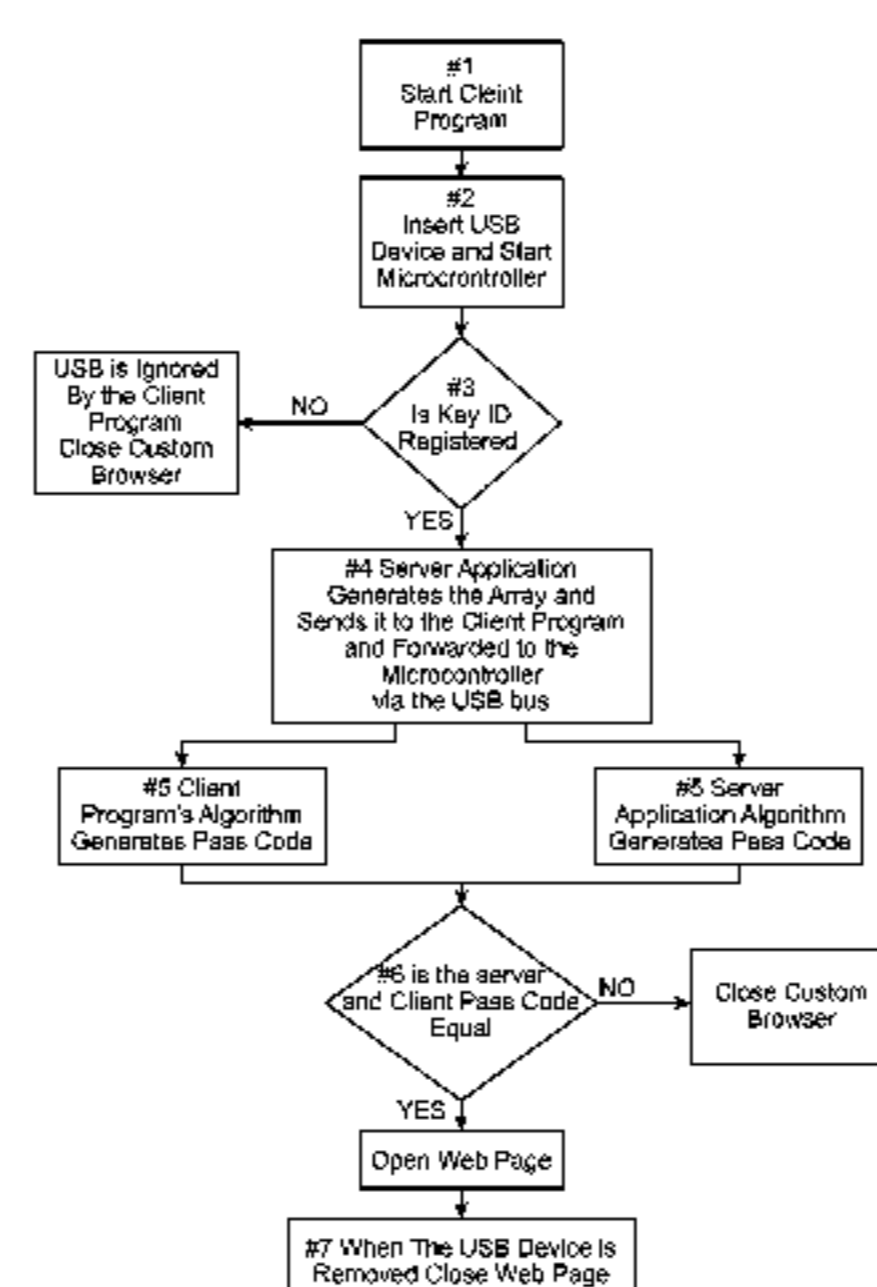 #1
Start Cleint
Program
#2
Insert USB
Device and Start
Microcrontroller
#3
Is Key ID
Registered
NO
USB is Ignored
By the Client
Program
Close Custom
Browser
YES
#4 Server Application
Generates the Array and
Sends it to the Client Program
and Forwarded to the
Microcontroller
via the USB bus
#5 Client
Program's Algorithm
Generates Pass Code
#5 Server
Application Algorithm
Generates Pass Code
#6 is the server
and Client Pass Code
Equal
NO
Close Custom
Browser
YES
Open Web Page
#7 When The USB Device is
Removed Close Web Page